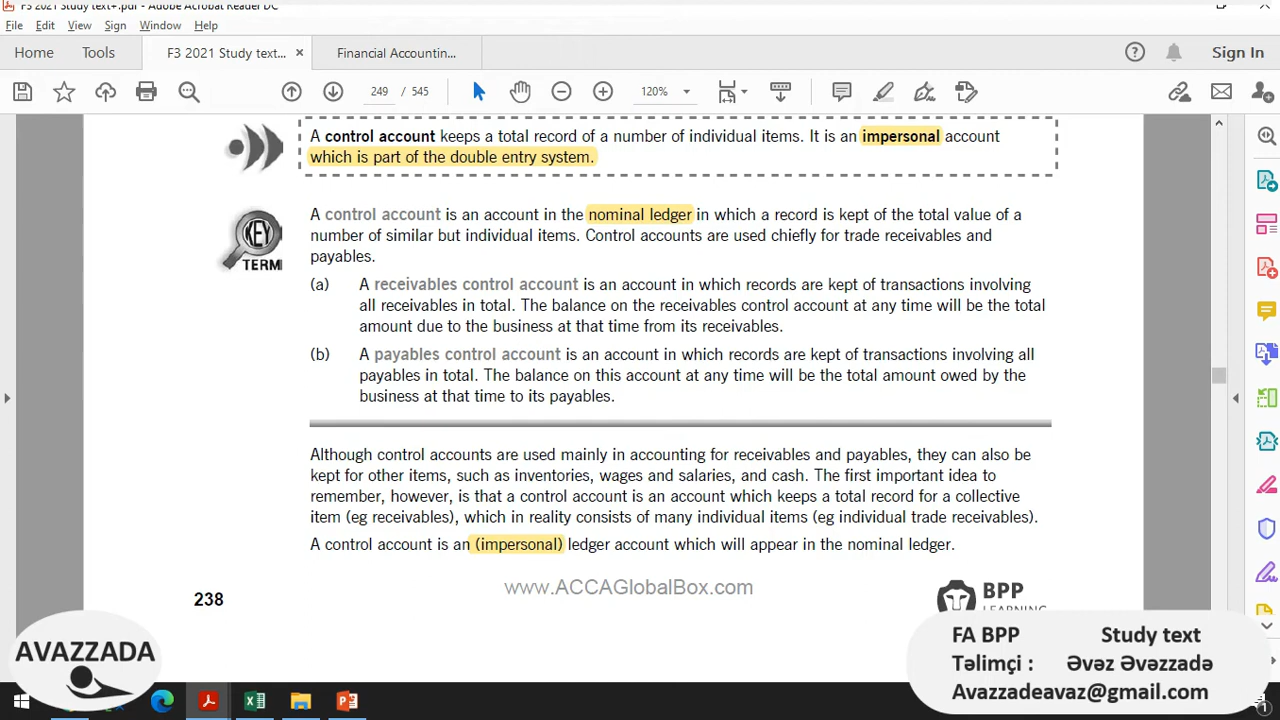 F3 2021 Study text+.pdf - Adobe Acrobat Reader DC
File Edit View Sign Window Help
Home Tools F3 2021 Study text... × Financial Accountin... Sign In
249 / 545 120%
A control account keeps a total record of a number of individual items. It is an impersonal account
which is part of the double entry system.
KEY
TERM
A control account is an account in the nominal ledger in which a record is kept of the total value of a
number of similar but individual items. Control accounts are used chiefly for trade receivables and
payables.
(a) A receivables control account is an account in which records are kept of transactions involving
all receivables in total. The balance on the receivables control account at any time will be the total
amount due to the business at that time from its receivables.
(b) A payables control account is an account in which records are kept of transactions involving all
payables in total. The balance on this account at any time will be the total amount owed by the
business at that time to its payables.
Although control accounts are used mainly in accounting for receivables and payables, they can also be
kept for other items, such as inventories, wages and salaries, and cash. The first important idea to
remember, however, is that a control account is an account which keeps a total record for a collective
item (eg receivables), which in reality consists of many individual items (eg individual trade receivables).
A control account is an (impersonal) ledger account which will appear in the nominal ledger.
www.ACCAGlobalBox.com
238
BPP
LEARNING
AVAZZADA
FA BPP Study text
Təlimçi : Əvəz Əvəzzadə
Avazzadeavaz@gmail.com
1